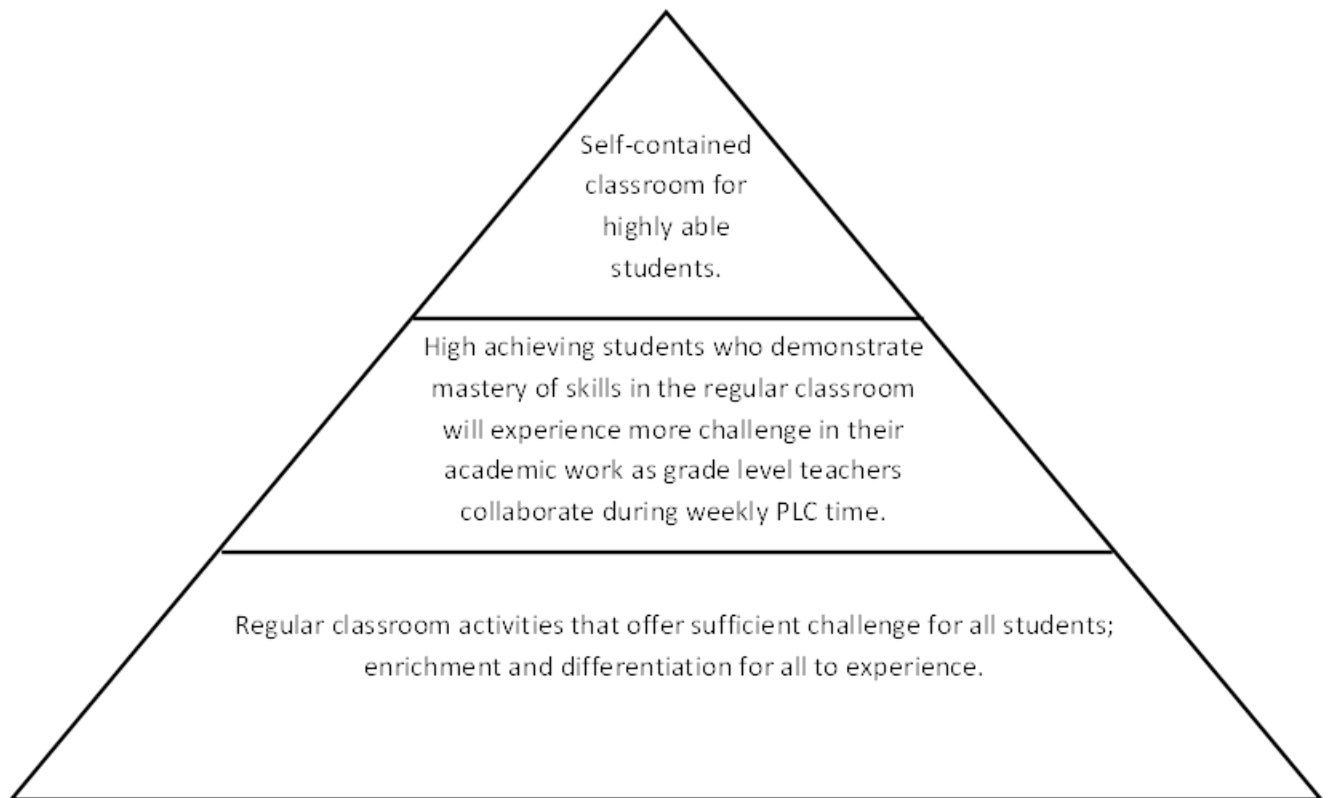 Self-contained
classroom for
highly able
students.
High achieving students who demonstrate
mastery of skills in the regular classroom
will experience more challenge in their
academic work as grade level teachers
collaborate during weekly PLC time.
Regular classroom activities that offer sufficient challenge for all students;
enrichment and differentiation for all to experience.